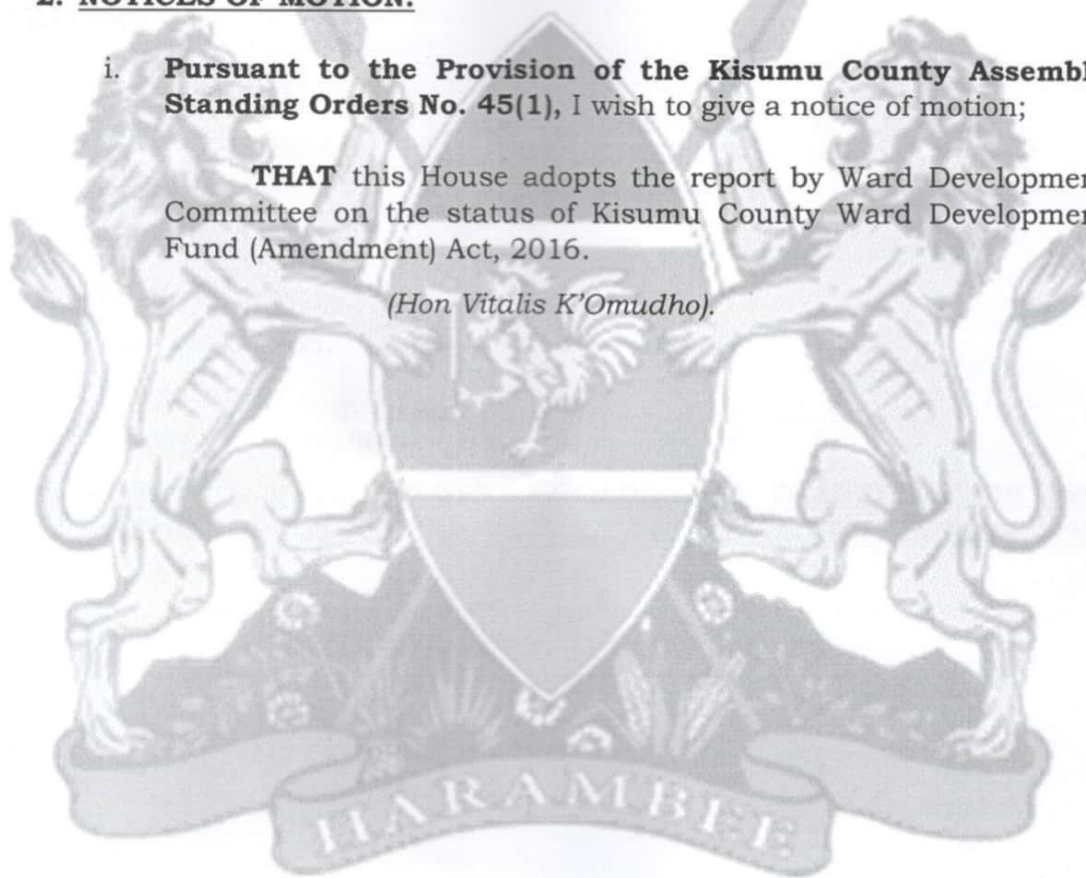 2. NOTICES OF MOTION:
i. Pursuant to the Provision of the Kisumu County Assembl
Standing Orders No. 45(1), I wish to give a notice of motion;
THAT this House adopts the report by Ward Developmen
Committee on the status of Kisumu County Ward Developmen
Fund (Amendment) Act, 2016.
(Hon Vitalis K'Omudho).
HARAMBEE